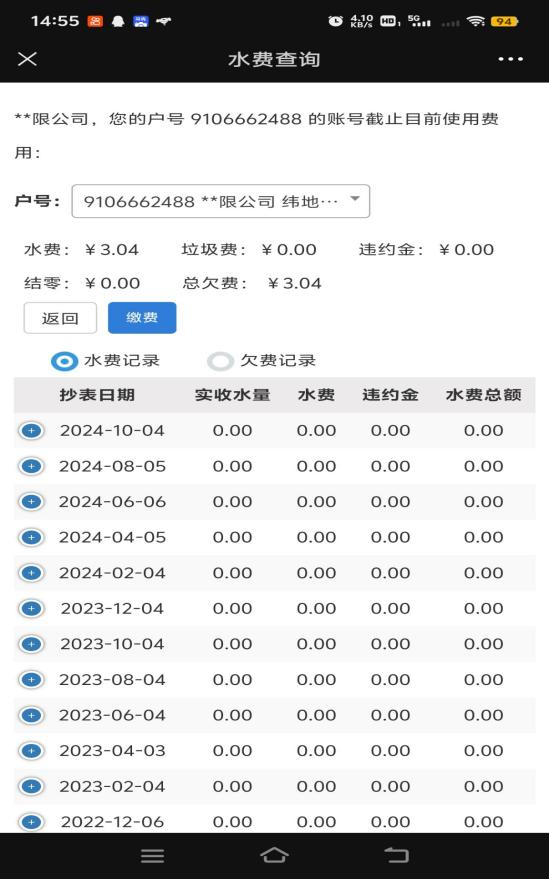 14:55 4.10 KB/s HD 1 5G 94
水费查询
**限公司，您的户号 9106662488 的账号截止目前使用费
用：
户号： 9106662488 **限公司 纬地…
水费：￥3.04 垃圾费：￥0.00 违约金：￥0.00
结零：￥0.00 总欠费：￥3.04
返回 缴费
水费记录 欠费记录
抄表日期 实收水量 水费 违约金 水费总额
2024-10-04 0.00 0.00 0.00 0.00
2024-08-05 0.00 0.00 0.00 0.00
2024-06-06 0.00 0.00 0.00 0.00
2024-04-05 0.00 0.00 0.00 0.00
2024-02-04 0.00 0.00 0.00 0.00
2023-12-04 0.00 0.00 0.00 0.00
2023-10-04 0.00 0.00 0.00 0.00
2023-08-04 0.00 0.00 0.00 0.00
2023-06-04 0.00 0.00 0.00 0.00
2023-04-03 0.00 0.00 0.00 0.00
2023-02-04 0.00 0.00 0.00 0.00
2022-12-06 0.00 0.00 0.00 0.00